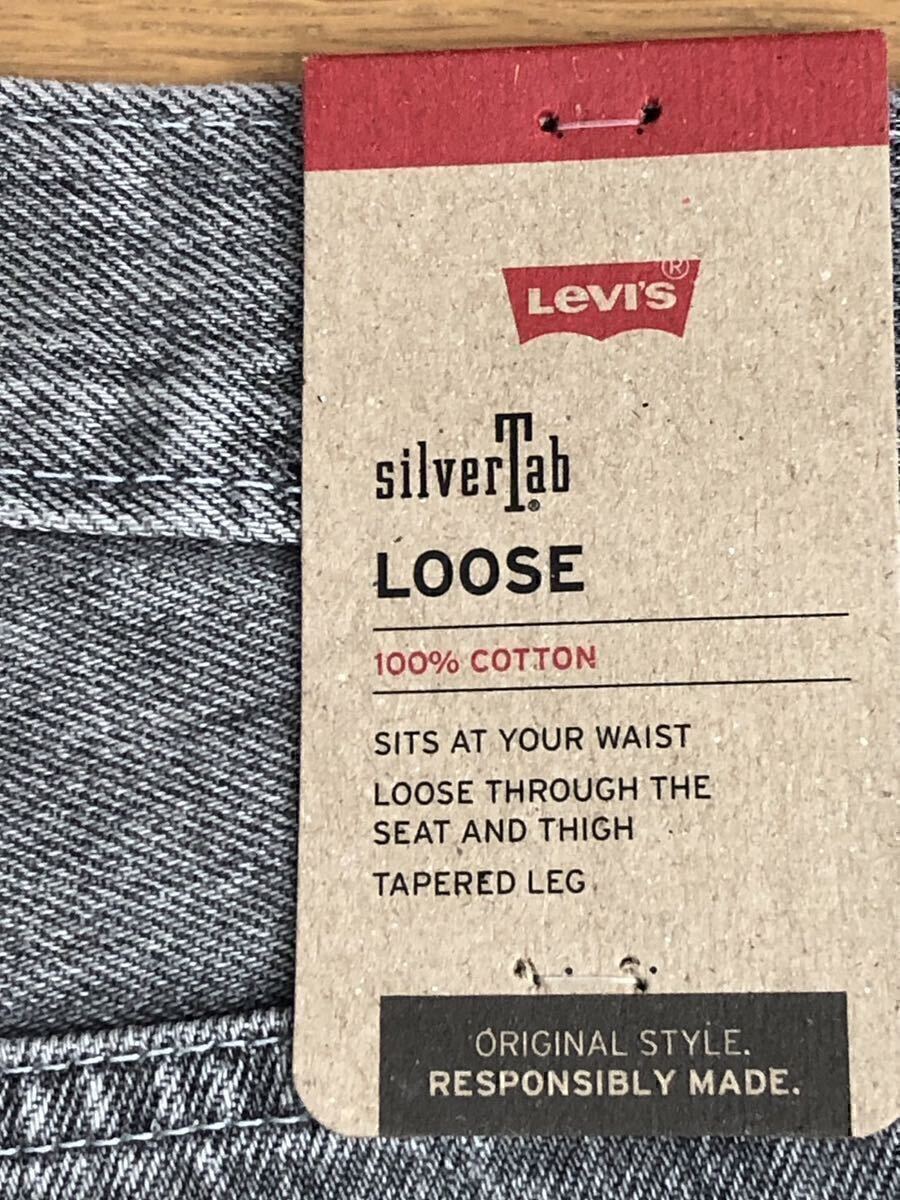 LEVI'S®
silverTab®
LOOSE
100% COTTON
SITS AT YOUR WAIST
LOOSE THROUGH THE
SEAT AND THIGH
TAPERED LEG
ORIGINAL STYLE.
RESPONSIBLY MADE.